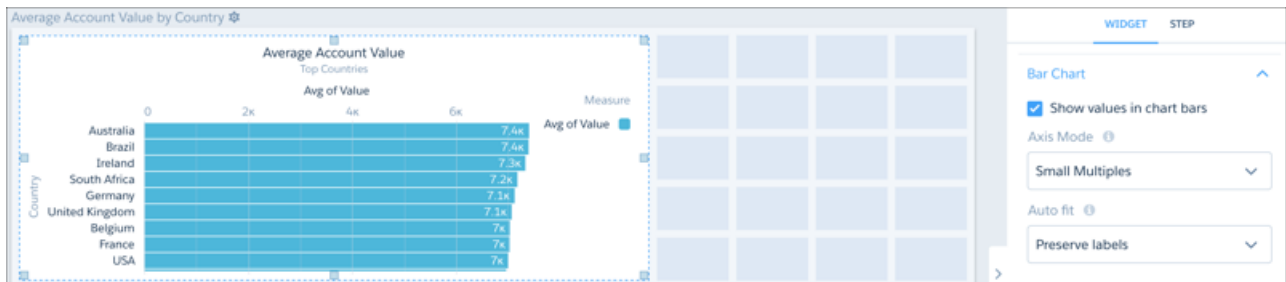 Average Account Value by Country
WIDGET STEP
Average Account Value
Top Countries
Avg of Value
0 2K 4K 6K
Measure
Avg of Value
Country
Australia 7.4K
Brazil 7.4K
Ireland 7.3K
South Africa 7.2K
Germany 7.1K
United Kingdom 7.1K
Belgium 7K
France 7K
USA 7K
Bar Chart
Show values in chart bars
Axis Mode
Small Multiples
Auto fit
Preserve labels